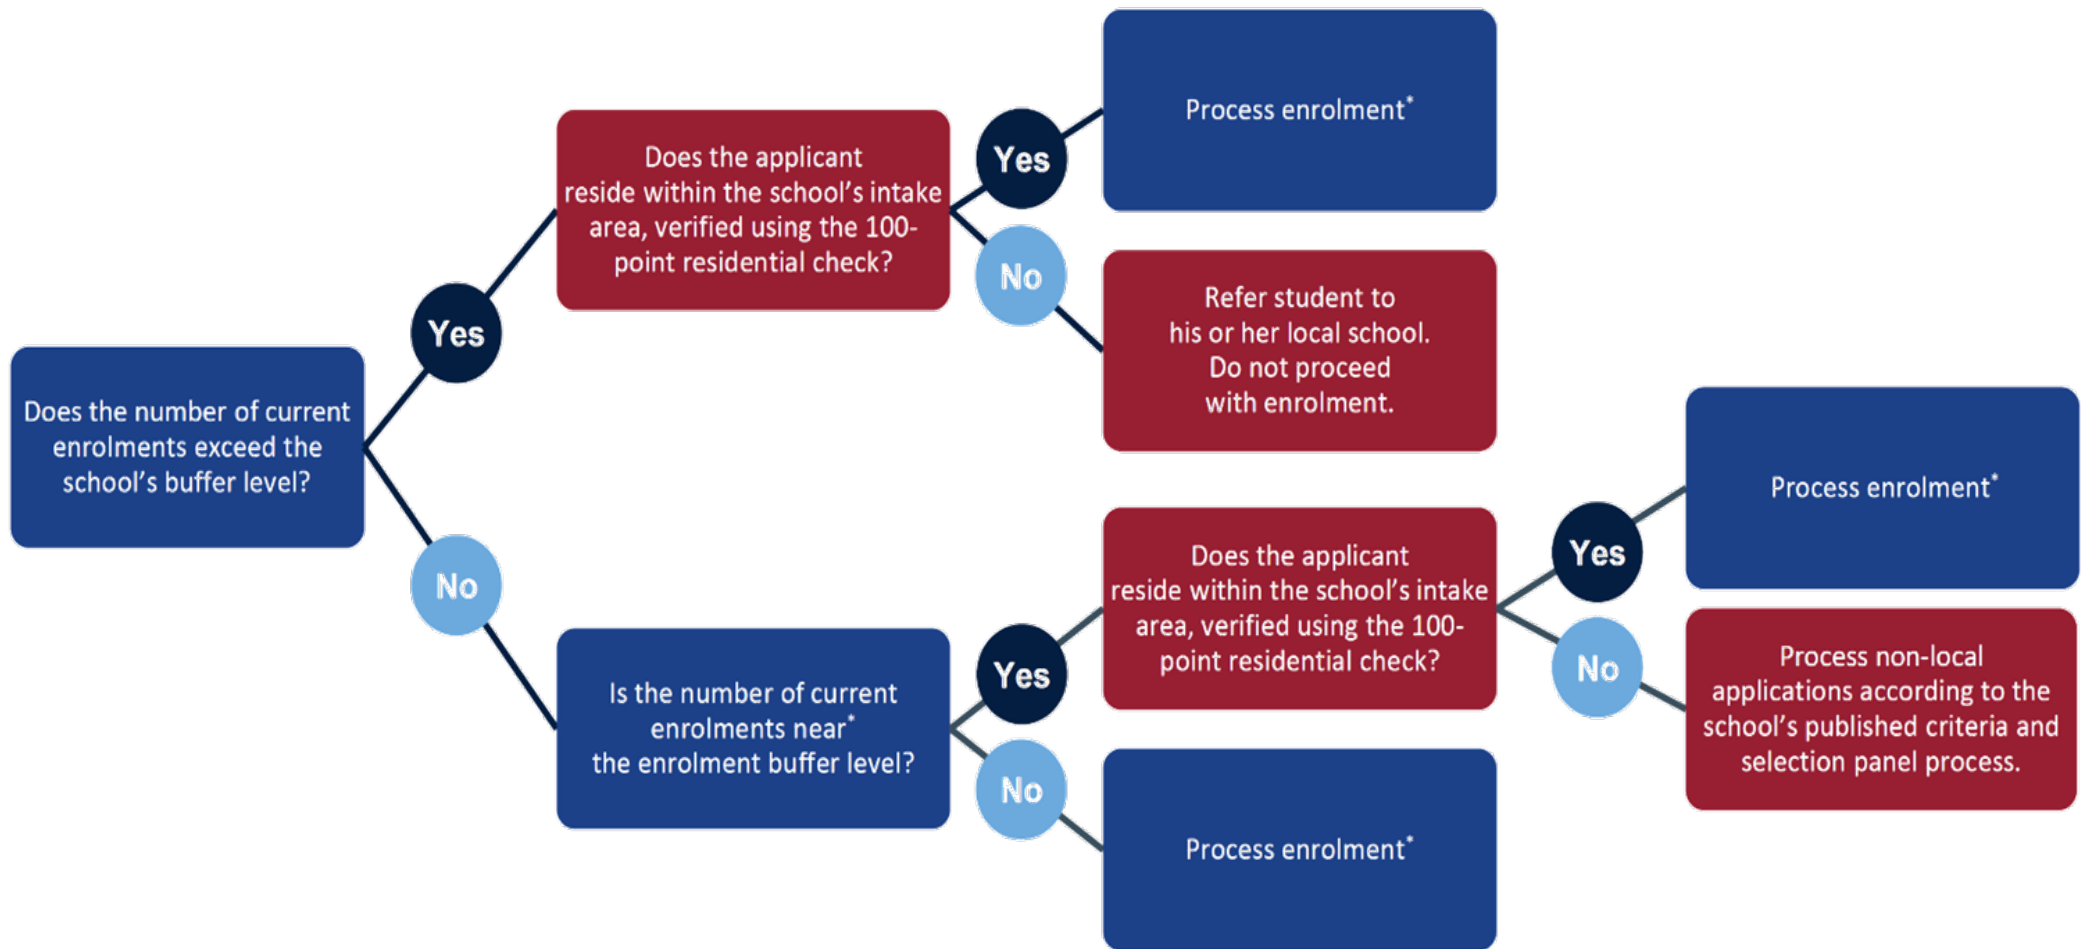 Does the number of current
enrolments exceed the
school’s buffer level?
Yes
Does the applicant
reside within the school’s intake
area, verified using the 100-
point residential check?
Yes
Process enrolment*
No
Refer student to
his or her local school.
Do not proceed
with enrolment.
No
Is the number of current
enrolments near*
the enrolment buffer level?
Yes
Does the applicant
reside within the school’s intake
area, verified using the 100-
point residential check?
Yes
Process enrolment*
No
Process non-local
applications according to the
school’s published criteria and
selection panel process.
No
Process enrolment*